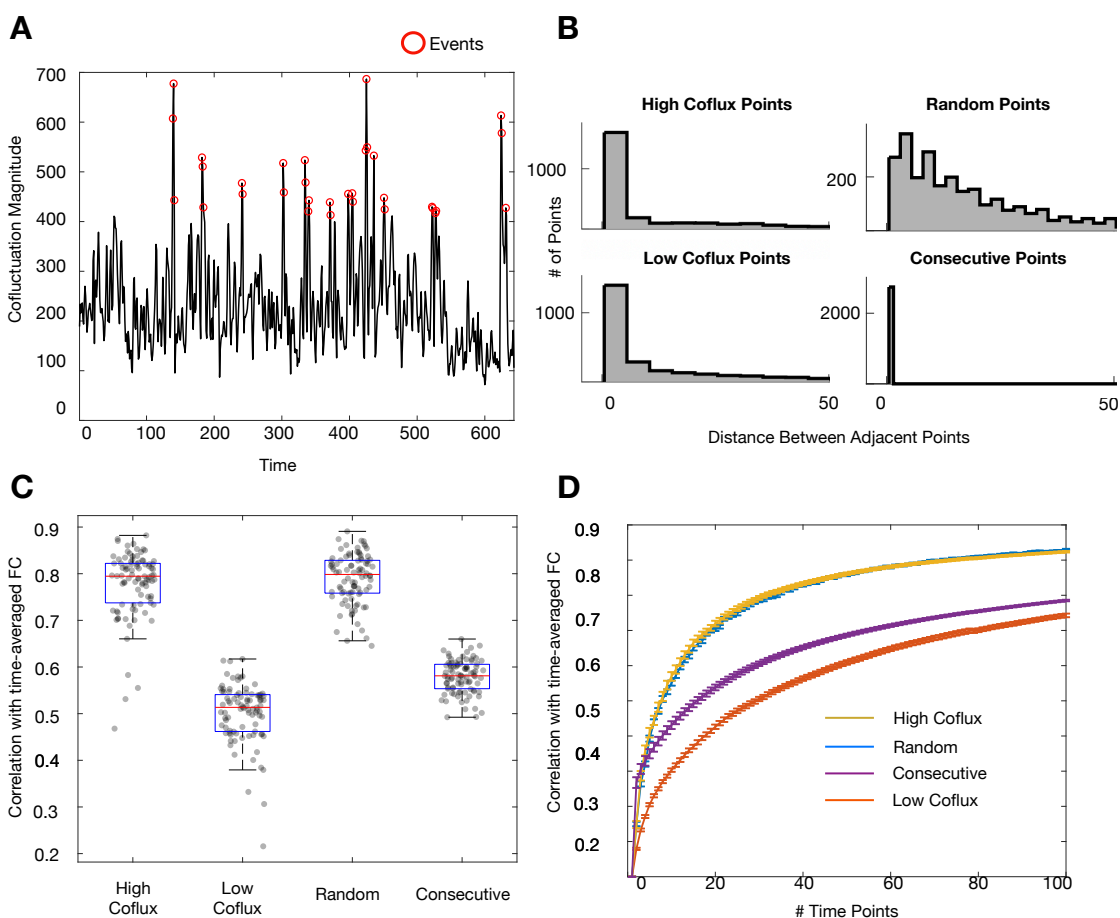 A
Events
Cofluctuation Magnitude
700
600
500
400
300
200
100
0
0 100 200 300 400 500 600
Time
B
High Coflux Points
Random Points
# of Points
1000
200
Low Coflux Points
Consecutive Points
1000
2000
0 50
0 50
Distance Between Adjacent Points
C
Correlation with time-averaged FC
0.9
0.8
0.7
0.6
0.5
0.4
0.3
0.2
High
Coflux
Low
Coflux
Random
Consecutive
D
Correlation with time-averaged FC
0.9
0.8
0.7
0.6
0.5
0.4
0.3
0.2
High Coflux
Random
Consecutive
Low Coflux
0 20 40 60 80 100
# Time Points